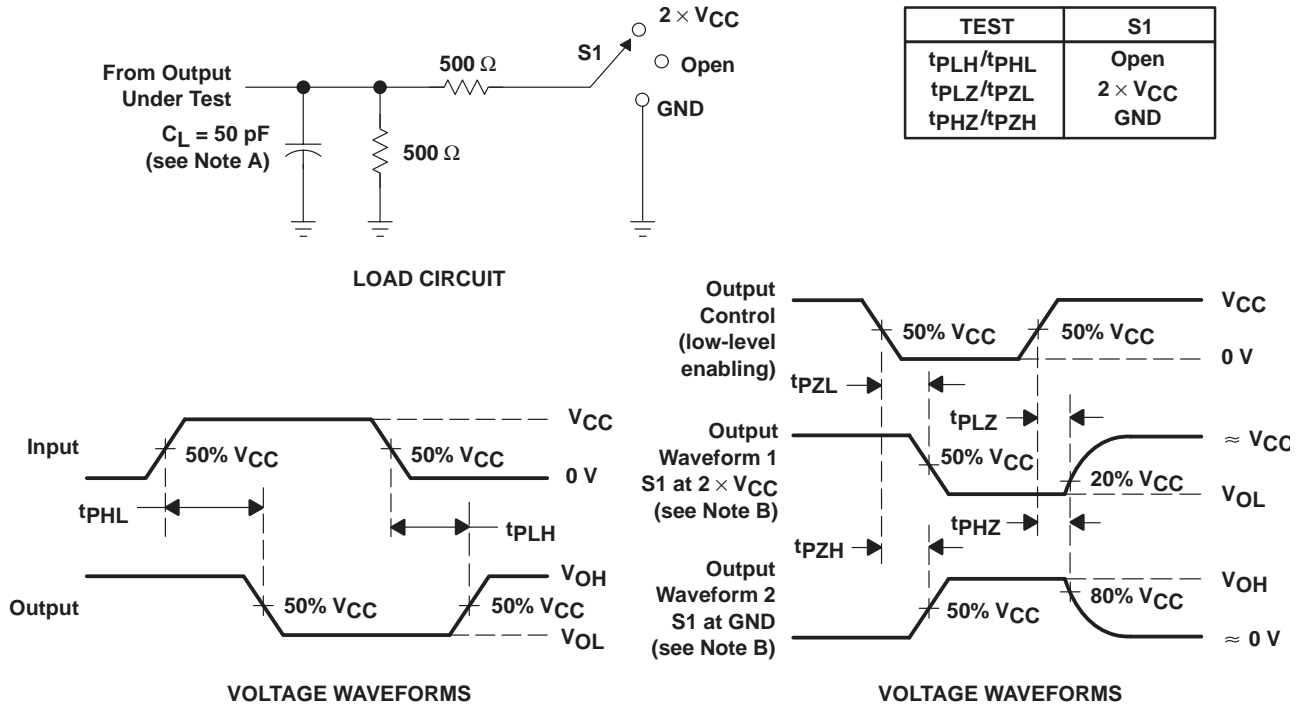 2 × VCC
S1
Open
GND
500 Ω
From Output
Under Test
CL = 50 pF
(see Note A)
500 Ω
LOAD CIRCUIT
TEST S1
tPLH/tPHL Open
tPLZ/tPZL 2 × VCC
tPHZ/tPZH GND
Input
50% VCC
50% VCC
VCC
0 V
tPHL
tPLH
Output
50% VCC
50% VCC
VOH
VOL
VOLTAGE WAVEFORMS
Output
Control
(low-level
enabling)
50% VCC
50% VCC
VCC
0 V
tPZL
tPLZ
Output
Waveform 1
S1 at 2 × VCC
(see Note B)
50% VCC
20% VCC
≈ VCC
VOL
tPZH
tPHZ
Output
Waveform 2
S1 at GND
(see Note B)
50% VCC
80% VCC
VOH
≈ 0 V
VOLTAGE WAVEFORMS